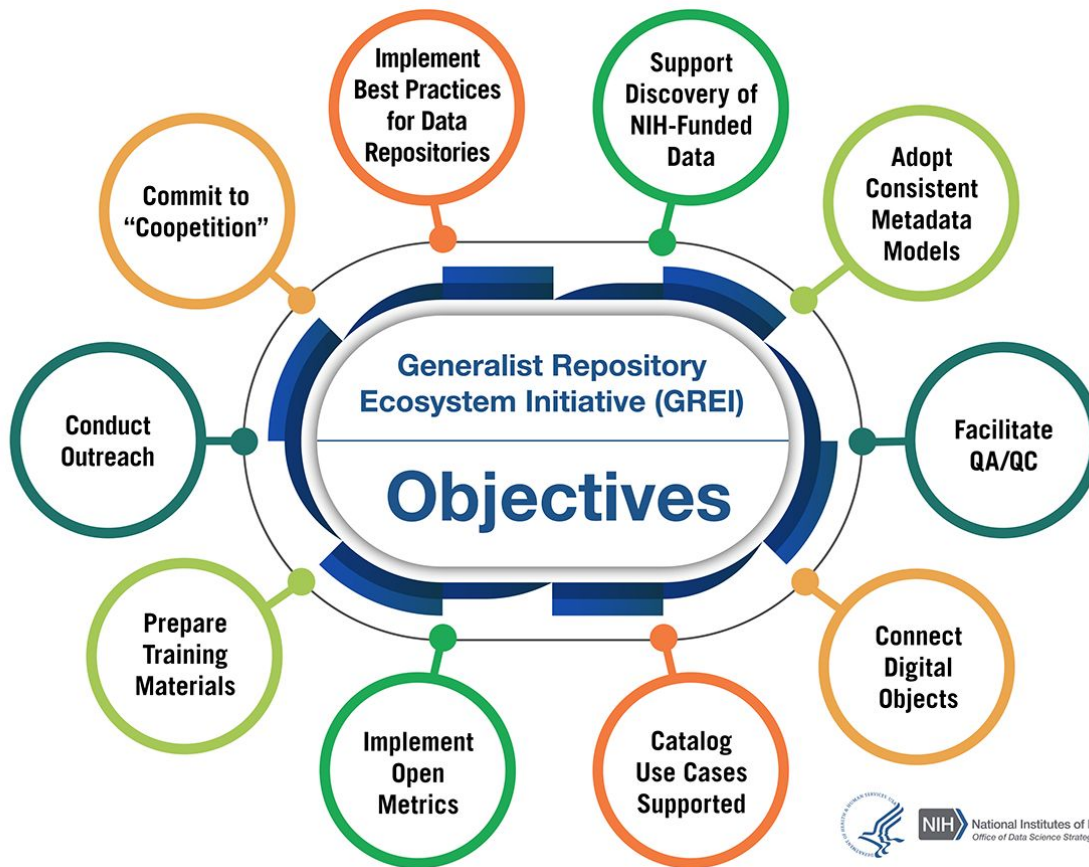 Implement
Best Practices
for Data
Repositories
Support
Discovery of
NIH-Funded
Data
Adopt
Consistent
Metadata
Models
Facilitate
QA/QC
Connect
Digital
Objects
Catalog
Use Cases
Supported
Implement
Open
Metrics
Prepare
Training
Materials
Conduct
Outreach
Commit to
“Coopetition”
Generalist Repository
Ecosystem Initiative (GREI)
Objectives
NIH
National Institutes of
Office of Data Science